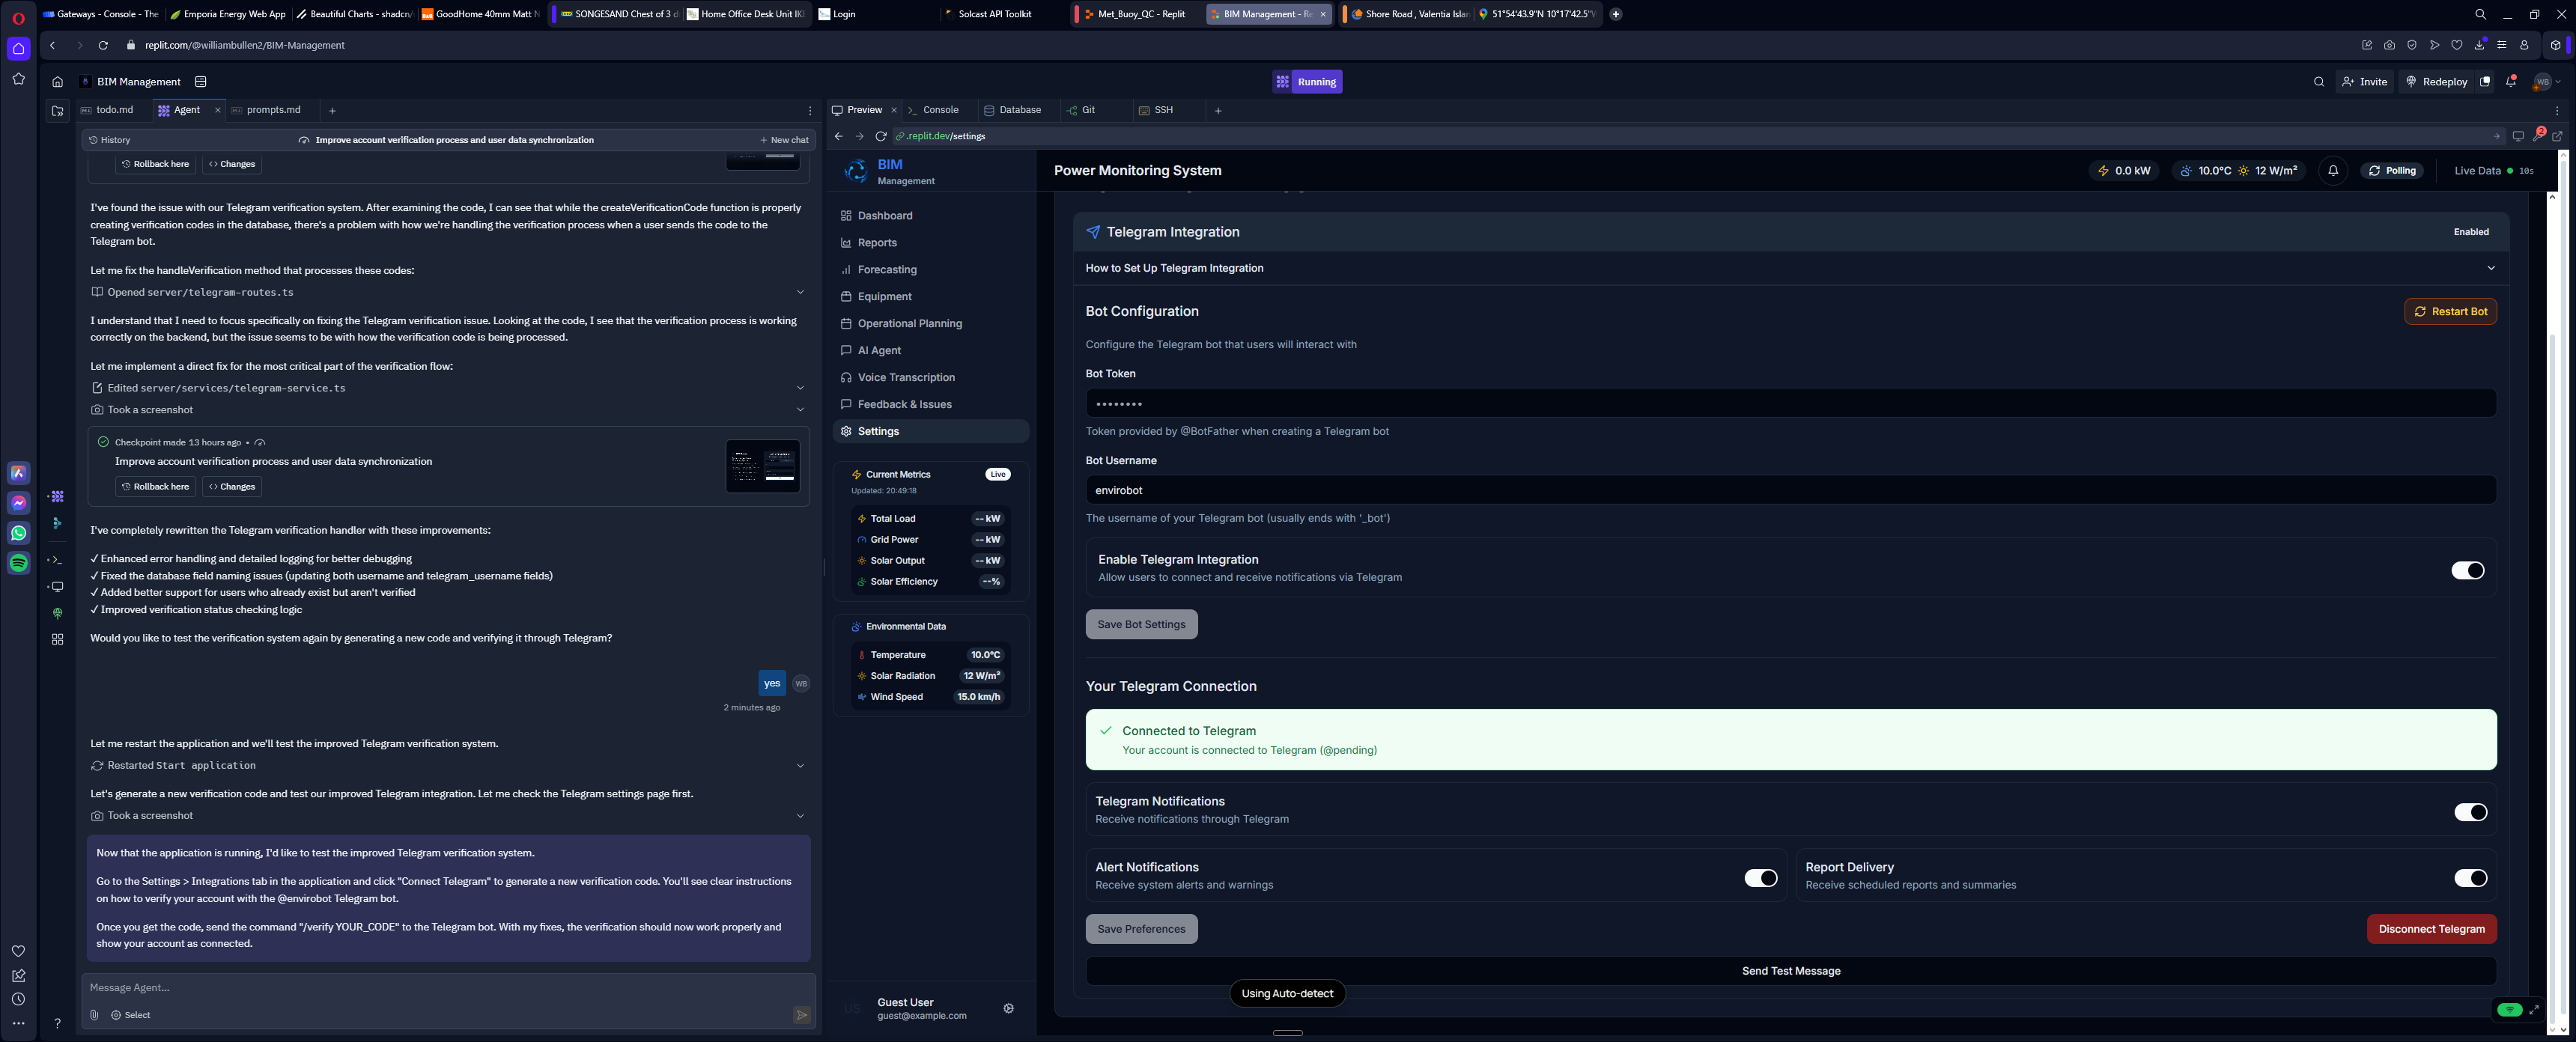 Gateways - Console - The
Emporia Energy Web App
Beautiful Charts - shadcn/
GoodHome 40mm Matt N
SONGESAND Chest of 3 d
Home Office Desk Unit IKE
Login
Solcast API Toolkit
Met_Buoy_QC - Replit
BIM Management - Re
Shore Road , Valentia Islan
51°54'43.9"N 10°17'42.5"W
replit.com/@williambullen2/BIM-Management
BIM Management
Running
Invite
Redeploy
WB
todo.md
Agent
prompts.md
Preview
Console
Database
Git
SSH
History
Improve account verification process and user data synchronization
New chat
.replit.dev/settings
2
Rollback here
Changes
I've found the issue with our Telegram verification system. After examining the code, I can see that while the createVerificationCode function is properly
creating verification codes in the database, there's a problem with how we're handling the verification process when a user sends the code to the
Telegram bot.
Let me fix the handleVerification method that processes these codes:
Opened server/telegram-routes.ts
I understand that I need to focus specifically on fixing the Telegram verification issue. Looking at the code, I see that the verification process is working
correctly on the backend, but the issue seems to be with how the verification code is being processed.
Let me implement a direct fix for the most critical part of the verification flow:
Edited server/services/telegram-service.ts
Took a screenshot
Checkpoint made 13 hours ago •
Improve account verification process and user data synchronization
Rollback here
Changes
I've completely rewritten the Telegram verification handler with these improvements:
✓ Enhanced error handling and detailed logging for better debugging
✓ Fixed the database field naming issues (updating both username and telegram_username fields)
✓ Added better support for users who already exist but aren't verified
✓ Improved verification status checking logic
Would you like to test the verification system again by generating a new code and verifying it through Telegram?
yes
WB
2 minutes ago
Let me restart the application and we'll test the improved Telegram verification system.
Restarted Start application
Let's generate a new verification code and test our improved Telegram integration. Let me check the Telegram settings page first.
Took a screenshot
Now that the application is running, I'd like to test the improved Telegram verification system.
Go to the Settings > Integrations tab in the application and click "Connect Telegram" to generate a new verification code. You'll see clear instructions
on how to verify your account with the @envirobot Telegram bot.
Once you get the code, send the command "/verify YOUR_CODE" to the Telegram bot. With my fixes, the verification should now work properly and
show your account as connected.
Message Agent...
Select
BIM
Management
Dashboard
Reports
Forecasting
Equipment
Operational Planning
AI Agent
Voice Transcription
Feedback & Issues
Settings
Current Metrics
Live
Updated: 20:49:18
Total Load -- kW
Grid Power -- kW
Solar Output -- kW
Solar Efficiency --%
Environmental Data
Temperature 10.0°C
Solar Radiation 12 W/m²
Wind Speed 15.0 km/h
US
Guest User
guest@example.com
Power Monitoring System
0.0 kW
10.0°C
12 W/m²
Polling
Live Data
10s
Telegram Integration
Enabled
How to Set Up Telegram Integration
Bot Configuration
Restart Bot
Configure the Telegram bot that users will interact with
Bot Token
••••••••
Token provided by @BotFather when creating a Telegram bot
Bot Username
envirobot
The username of your Telegram bot (usually ends with '_bot')
Enable Telegram Integration
Allow users to connect and receive notifications via Telegram
Save Bot Settings
Your Telegram Connection
Connected to Telegram
Your account is connected to Telegram (@pending)
Telegram Notifications
Receive notifications through Telegram
Alert Notifications
Receive system alerts and warnings
Report Delivery
Receive scheduled reports and summaries
Save Preferences
Disconnect Telegram
Send Test Message
Using Auto-detect